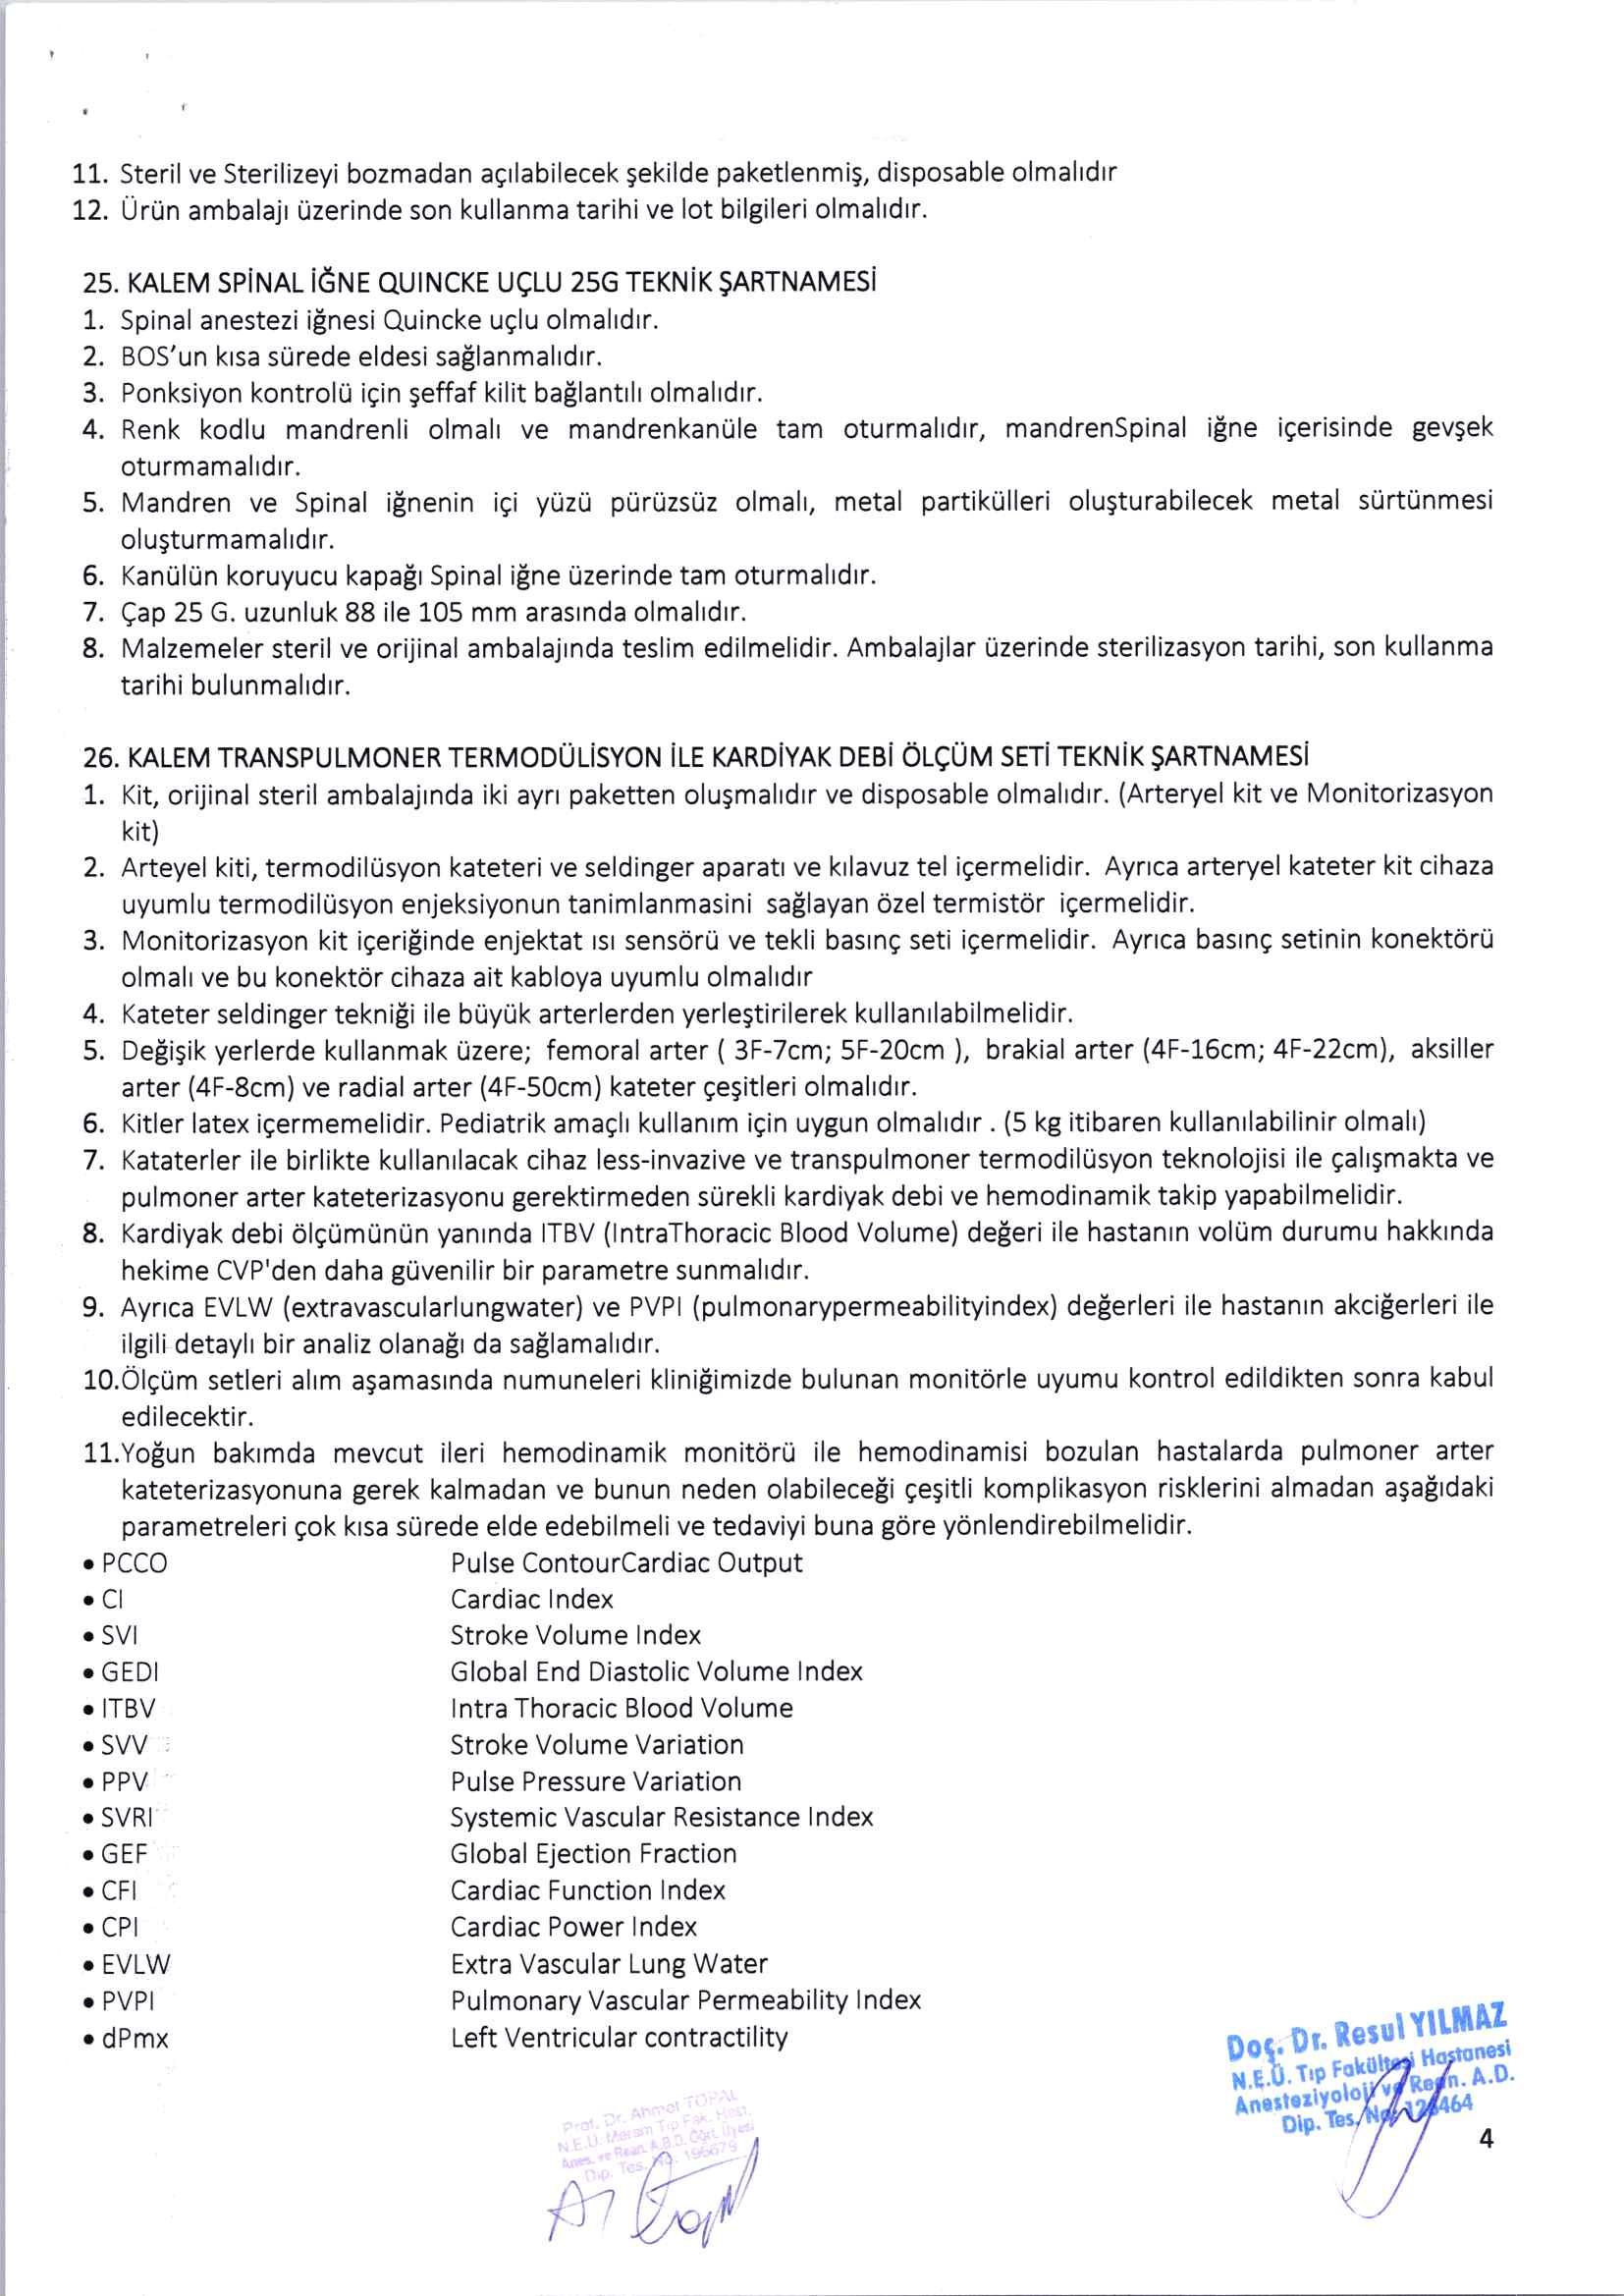 11. Steril ve Sterilizeyi bozmadan açılabilecek şekilde paketlenmiş, disposable olmalıdır
12. Ürün ambalajı üzerinde son kullanma tarihi ve lot bilgileri olmalıdır.
25. KALEM SPİNAL İĞNE QUINCKE UÇLU 25G TEKNİK ŞARTNAMESİ
1. Spinal anestezi iğnesi Quincke uçlu olmalıdır.
2. BOS'un kısa sürede eldesi sağlanmalıdır.
3. Ponksiyon kontrolü için şeffaf kilit bağlantılı olmalıdır.
4. Renk kodlu mandrenli olmalı ve mandrenkanüle tam oturmalıdır, mandrenSpinal iğne içerisinde gevşek
oturmamalıdır.
5. Mandren ve Spinal iğnenin içi yüzü pürüzsüz olmalı, metal partikülleri oluşturabilecek metal sürtünmesi
oluşturmamalıdır.
6. Kanülün koruyucu kapağı Spinal iğne üzerinde tam oturmalıdır.
7. Çap 25 G. uzunluk 88 ile 105 mm arasında olmalıdır.
8. Malzemeler steril ve orijinal ambalajında teslim edilmelidir. Ambalajlar üzerinde sterilizasyon tarihi, son kullanma
tarihi bulunmalıdır.
26. KALEM TRANSPULMONER TERMODÜLİSYON İLE KARDİYAK DEBİ ÖLÇÜM SETİ TEKNİK ŞARTNAMESİ
1. Kit, orijinal steril ambalajında iki ayrı paketten oluşmalıdır ve disposable olmalıdır. (Arteryel kit ve Monitorizasyon
kit)
2. Arteyel kiti, termodilüsyon kateteri ve seldinger aparatı ve kılavuz tel içermelidir. Ayrıca arteryel kateter kit cihaza
uyumlu termodilüsyon enjeksiyonun tanimlanmasini sağlayan özel termistör içermelidir.
3. Monitorizasyon kit içeriğinde enjektat ısı sensörü ve tekli basınç seti içermelidir. Ayrıca basınç setinin konektörü
olmalı ve bu konektör cihaza ait kabloya uyumlu olmalıdır
4. Kateter seldinger tekniği ile büyük arterlerden yerleştirilerek kullanılabilmelidir.
5. Değişik yerlerde kullanmak üzere; femoral arter ( 3F-7cm; 5F-20cm ), brakial arter (4F-16cm; 4F-22cm), aksiller
arter (4F-8cm) ve radial arter (4F-50cm) kateter çeşitleri olmalıdır.
6. Kitler latex içermemelidir. Pediatrik amaçlı kullanım için uygun olmalıdır . (5 kg itibaren kullanılabilinir olmalı)
7. Kataterler ile birlikte kullanılacak cihaz less-invazive ve transpulmoner termodilüsyon teknolojisi ile çalışmakta ve
pulmoner arter kateterizasyonu gerektirmeden sürekli kardiyak debi ve hemodinamik takip yapabilmelidir.
8. Kardiyak debi ölçümünün yanında ITBV (IntraThoracic Blood Volume) değeri ile hastanın volüm durumu hakkında
hekime CVP'den daha güvenilir bir parametre sunmalıdır.
9. Ayrıca EVLW (extravascularlungwater) ve PVPI (pulmonarypermeabilityindex) değerleri ile hastanın akciğerleri ile
ilgili detaylı bir analiz olanağı da sağlamalıdır.
10.Ölçüm setleri alım aşamasında numuneleri kliniğimizde bulunan monitörle uyumu kontrol edildikten sonra kabul
edilecektir.
11.Yoğun bakımda mevcut ileri hemodinamik monitörü ile hemodinamisi bozulan hastalarda pulmoner arter
kateterizasyonuna gerek kalmadan ve bunun neden olabileceği çeşitli komplikasyon risklerini almadan aşağıdaki
parametreleri çok kısa sürede elde edebilmeli ve tedaviyi buna göre yönlendirebilmelidir.
• PCCO Pulse ContourCardiac Output
• CI Cardiac Index
• SVI Stroke Volume Index
• GEDI Global End Diastolic Volume Index
• ITBV Intra Thoracic Blood Volume
• SVV Stroke Volume Variation
• PPV Pulse Pressure Variation
• SVRI Systemic Vascular Resistance Index
• GEF Global Ejection Fraction
• CFI Cardiac Function Index
• CPI Cardiac Power Index
• EVLW Extra Vascular Lung Water
• PVPI Pulmonary Vascular Permeability Index
• dPmx Left Ventricular contractility
Doç. Dr. Resul YILMAZ
N.E.Ü. Tıp Fakültesi Hastanesi
Anesteziyoloji ve Rean. A.D.
Dip. Tes. No:
Prof. Dr. Ahmet TOPAL
N.E.Ü. Meram Tıp Fak. Hast.
Anes. ve Rean. A.B.D. Öğrt. Üyesi
Dip. Tes. No: 196679
4